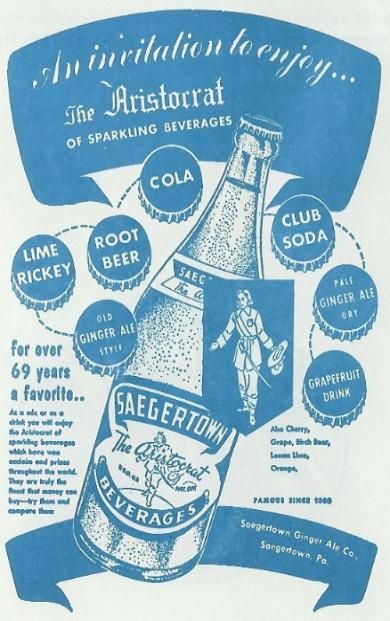 An invitation to enjoy...
The Aristocrat
OF SPARKLING BEVERAGES
COLA
ROOT
BEER
LIME
RICKEY
OLD
GINGER ALE
STYLE
CLUB
SODA
PALE
GINGER ALE
DRY
GRAPEFRUIT
DRINK
SAEG
The A
for over
69 years
a favorite..
As a mix or as a
drink you will enjoy
the Aristocrat of
sparkling beverages
which have won
acclaim and prizes
throughout the world.
They are truly the
finest that money can
buy—try them and
compare them
SAEGERTOWN
The Aristocrat
BEVERAGES
Also Cherry,
Grape, Birch Beer,
Lemon Lime,
Orange,
FAMOUS SINCE
Saegertown Ginger Ale Co.,
Saegertown, Pa.